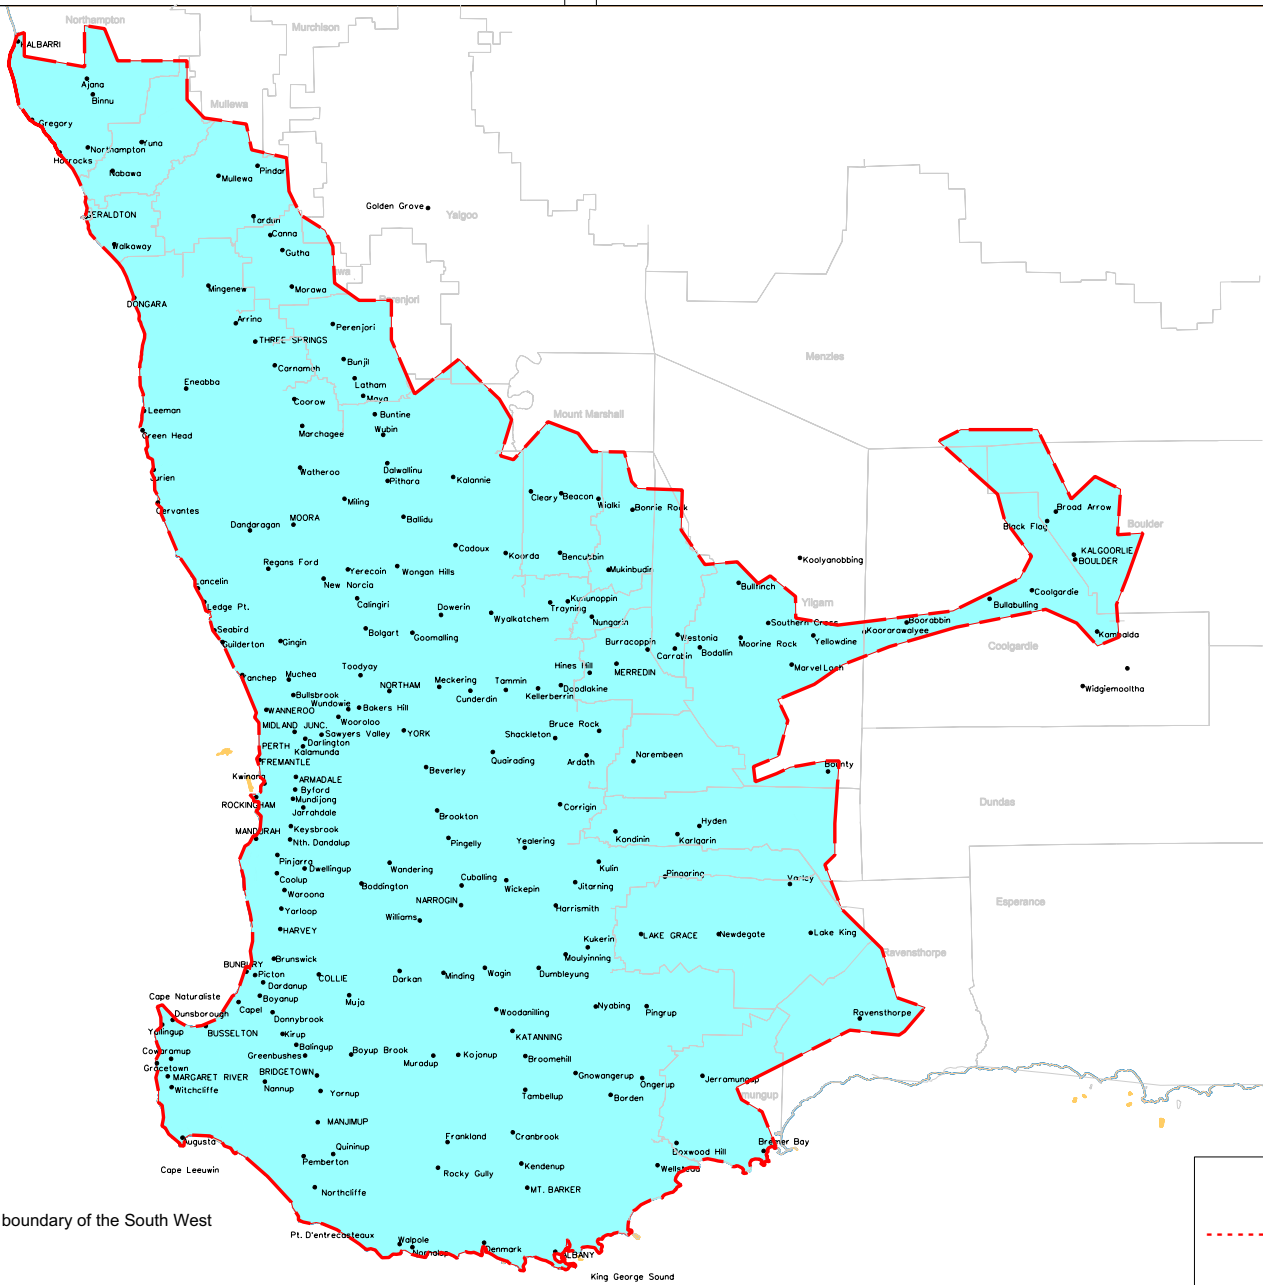 Northampton
Murchison
KALBARRI
Ajana
Binnu
Mullewa
Gregory
Yuna
Northampton
Horrocks
Nabawa
Mullewa
Pindar
Golden Grove
Yalgoo
GERALDTON
Tardun
Canna
Walkaway
Gutha
Mingenew
Morawa
Perenjori
DONGARA
Arrino
Perenjori
THREE SPRINGS
Menzies
Bunjil
Carnamah
Latham
Eneabba
Maya
Coorow
Leeman
Buntine
Mount Marshall
Green Head
Marchagee
Wubin
Watheroo
Dalwallinu
Pithara
Kalannie
Jurien
Cleary
Beacon
Wialki
Bonnie Rock
Miling
Cervantes
Broad Arrow
MOORA
Ballidu
Dandaragan
Black Flag
Boulder
Cadoux
Koorda
Bencubbin
Koolyanobbing
KALGOORLIE
BOULDER
Regans Ford
Yerecoin
Wongan Hills
Mukinbudin
Lancelin
New Norcia
Bullfinch
Coolgardie
Calingiri
Kununoppin
Trayning
Yilgarn
Bullabulling
Ledge Pt.
Dowerin
Wyalkatchem
Nungarin
Southern Cross
Boorabbin
Seabird
Bolgart
Goomalling
Koorarawalyee
Kambalda
Guilderton
Gingin
Burracoppin
Westonia
Moorine Rock
Yellowdine
Carrabin
Bodallin
Coolgardie
Toodyay
Hines Hill
MERREDIN
Marvel Loch
Yanchep
Muchea
Meckering
Tammin
Doodlakine
Widgiemooltha
NORTHAM
Cunderdin
Kellerberrin
Bullsbrook
Wundowie
Bakers Hill
WANNEROO
Wooroloo
MIDLAND JUNC.
Sawyers Valley
YORK
Bruce Rock
Shackleton
PERTH
Darlington
Kalamunda
Quairading
Ardath
Narembeen
FREMANTLE
Beverley
Bounty
Kwinana
ARMADALE
Byford
Mundijong
ROCKINGHAM
Jarrahdale
Corrigin
Dundas
Brookton
Hyden
MANDURAH
Keysbrook
Nth. Dandalup
Pingelly
Yealering
Kondinin
Karlgarin
Pinjarra
Dwellingup
Wandering
Kulin
Coolup
Boddington
Cuballing
Wickepin
Jitarning
Pingaring
Varley
Waroona
NARROGIN
Harrismith
Esperance
Yarloop
Williams
HARVEY
LAKE GRACE
Newdegate
Lake King
Kukerin
Moulyinning
Ravensthorpe
Brunswick
BUNBURY
Picton
COLLIE
Darkan
Minding
Wagin
Dumbleyung
Dardanup
Cape Naturaliste
Boyanup
Muja
Capel
Woodanilling
Nyabing
Pingrup
Dunsborough
Donnybrook
Ravensthorpe
Yallingup
BUSSELTON
Kirup
KATANNING
Balingup
Cowaramup
Greenbushes
Boyup Brook
Muradup
Kojonup
Broomehill
Gracetown
MARGARET RIVER
BRIDGETOWN
Gnowangerup
Ongerup
Jerramungup
Witchcliffe
Nannup
Yornup
Tambellup
Borden
mungup
MANJIMUP
Cranbrook
Augusta
Frankland
Boxwood Hill
Bremer Bay
Quininup
Pemberton
Cape Leeuwin
Rocky Gully
Kendenup
Wellstead
Northcliffe
MT. BARKER
boundary of the South West
Pt. D'entrecasteaux
Walpole
Nornalup
Denmark
ALBANY
King George Sound